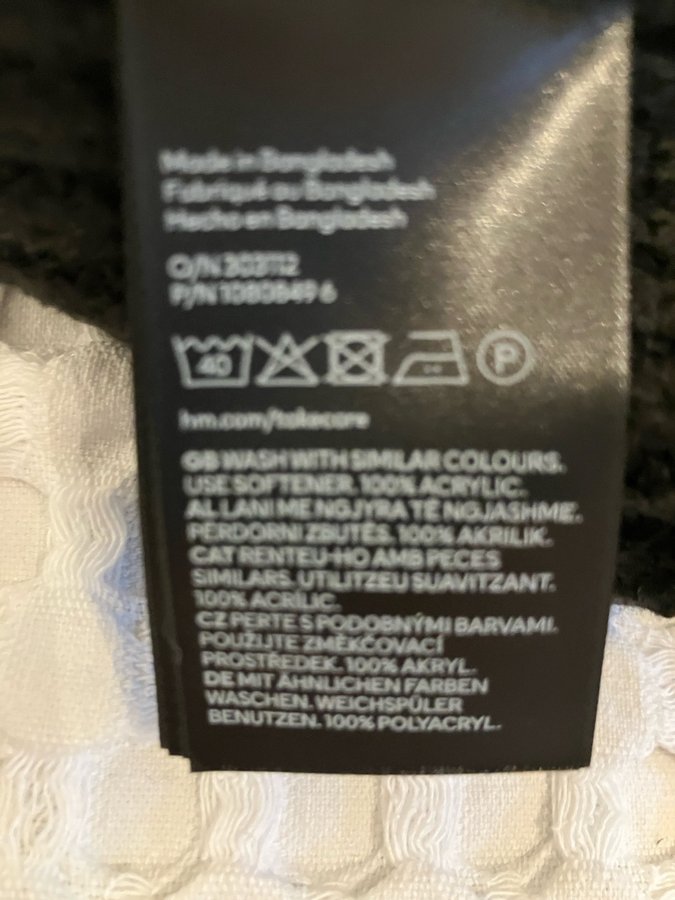 Made in Bangladesh
Fabriqué au Bangladesh
Hecho en Bangladesh
O/N 303112
P/N 1080849 6
40
P
hm.com/takecare
GB WASH WITH SIMILAR COLOURS.
USE SOFTENER. 100% ACRYLIC.
AL LANI ME NGJYRA TË NGJASHME.
PËRDORNI ZBUTËS. 100% AKRILIK.
CAT RENTEU-HO AMB PECES
SIMILARS. UTILITZEU SUAVITZANT.
100% ACRÍLIC.
CZ PERTE S PODOBNÝMI BARVAMI.
POUŽIJTE ZMĚKČOVACÍ
PROSTŘEDEK. 100% AKRYL.
DE MIT ÄHNLICHEN FARBEN
WASCHEN. WEICHSPÜLER
BENUTZEN. 100% POLYACRYL.